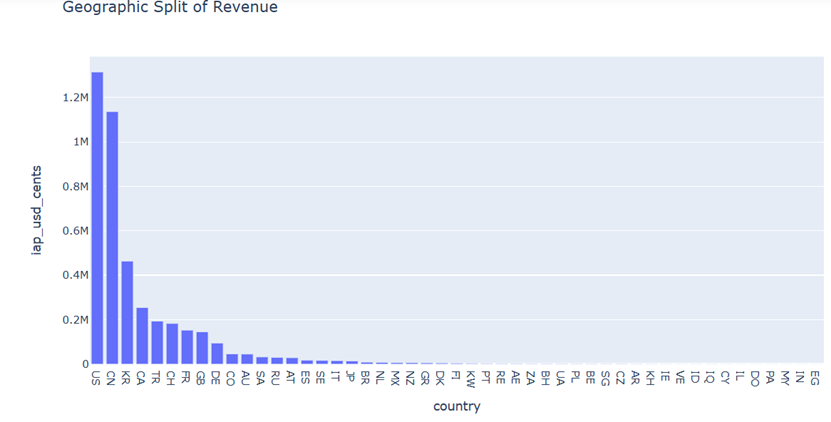 Geographic Split of Revenue
iap_usd_cents
1.2M
1M
0.8M
0.6M
0.4M
0.2M
0
US CN KR CA TR CH FR GB DE CO AU SA RU AT ES SE IT JP BR NL MX NZ GR DK FI KW PT RE AE ZA BH UA PL BE SG CZ AR KH IE VE ID IQ CY IL DO PA MY IN EG
country